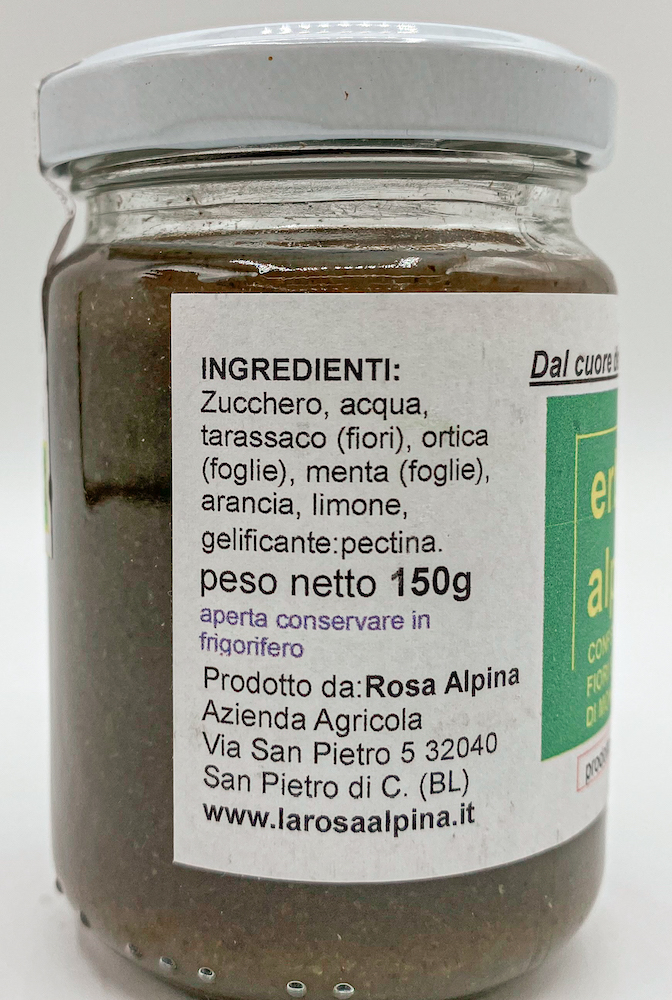 INGREDIENTI:
Zucchero, acqua,
tarassaco (fiori), ortica
(foglie), menta (foglie),
arancia, limone,
gelificante:pectina.
peso netto 150g
aperta conservare in
frigorifero
Prodotto da:Rosa Alpina
Azienda Agricola
Via San Pietro 5 32040
San Pietro di C. (BL)
www.larosaalpina.it
Dal cuore